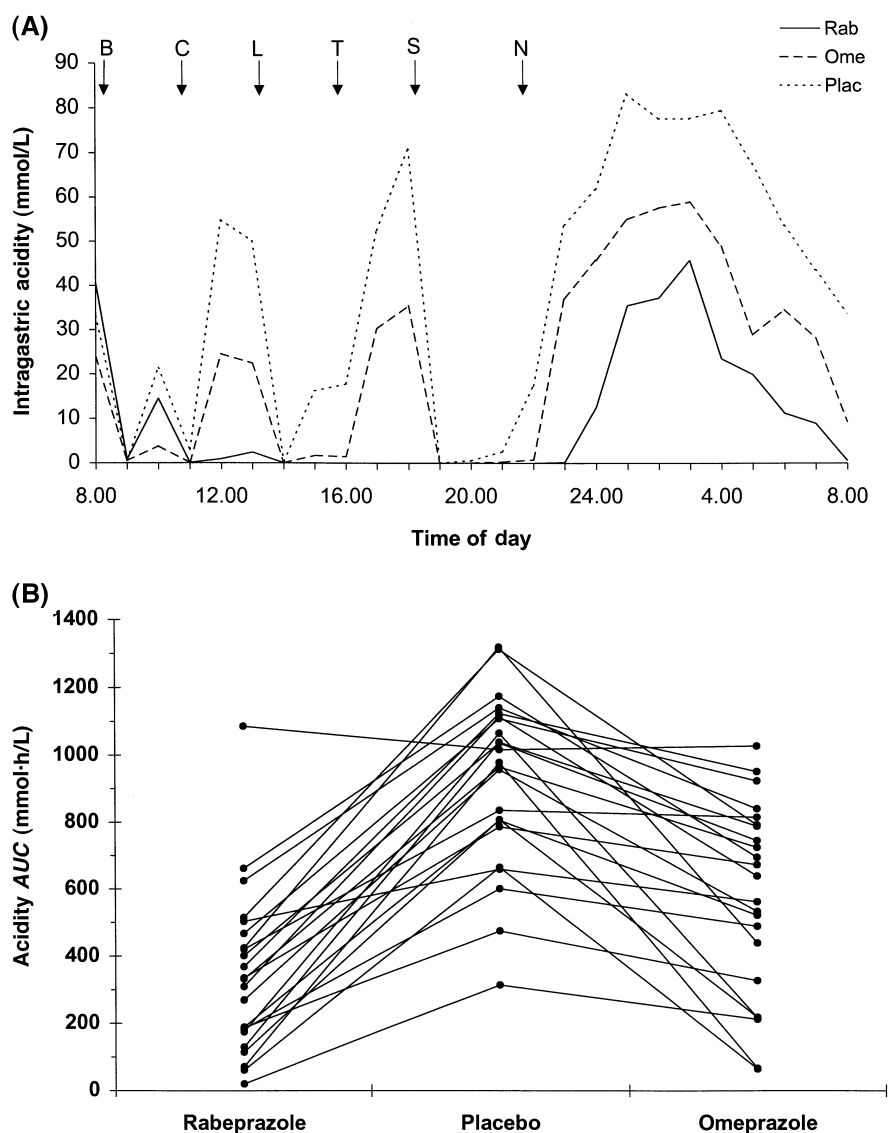 (A)
Rab
Ome
Plac
B C L T S N
Intragastric acidity (mmol/L)
90
80
70
60
50
40
30
20
10
0
8.00 12.00 16.00 20.00 24.00 4.00 8.00
Time of day
(B)
Acidity AUC (mmol·h/L)
1400
1200
1000
800
600
400
200
0
Rabeprazole Placebo Omeprazole